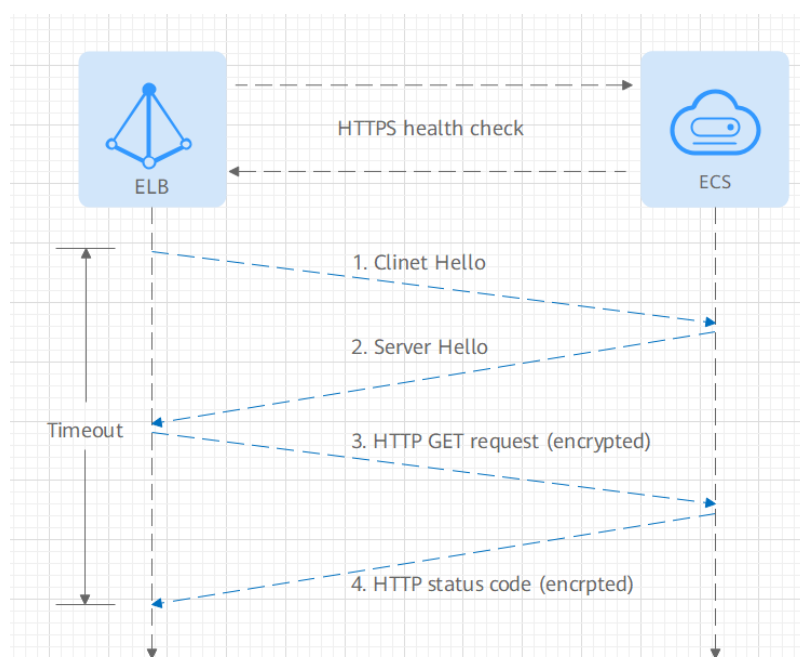 HTTPS health check
ELB
ECS
1. Clinet Hello
2. Server Hello
Timeout
3. HTTP GET request (encrypted)
4. HTTP status code (encrpted)